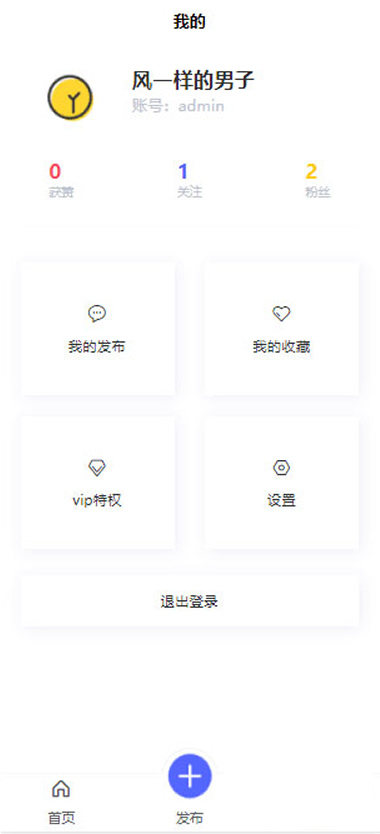 我的
风一样的男子
账号：admin
0 1 2
获赞 关注 粉丝
我的发布 我的收藏
vip特权 设置
退出登录
首页 发布